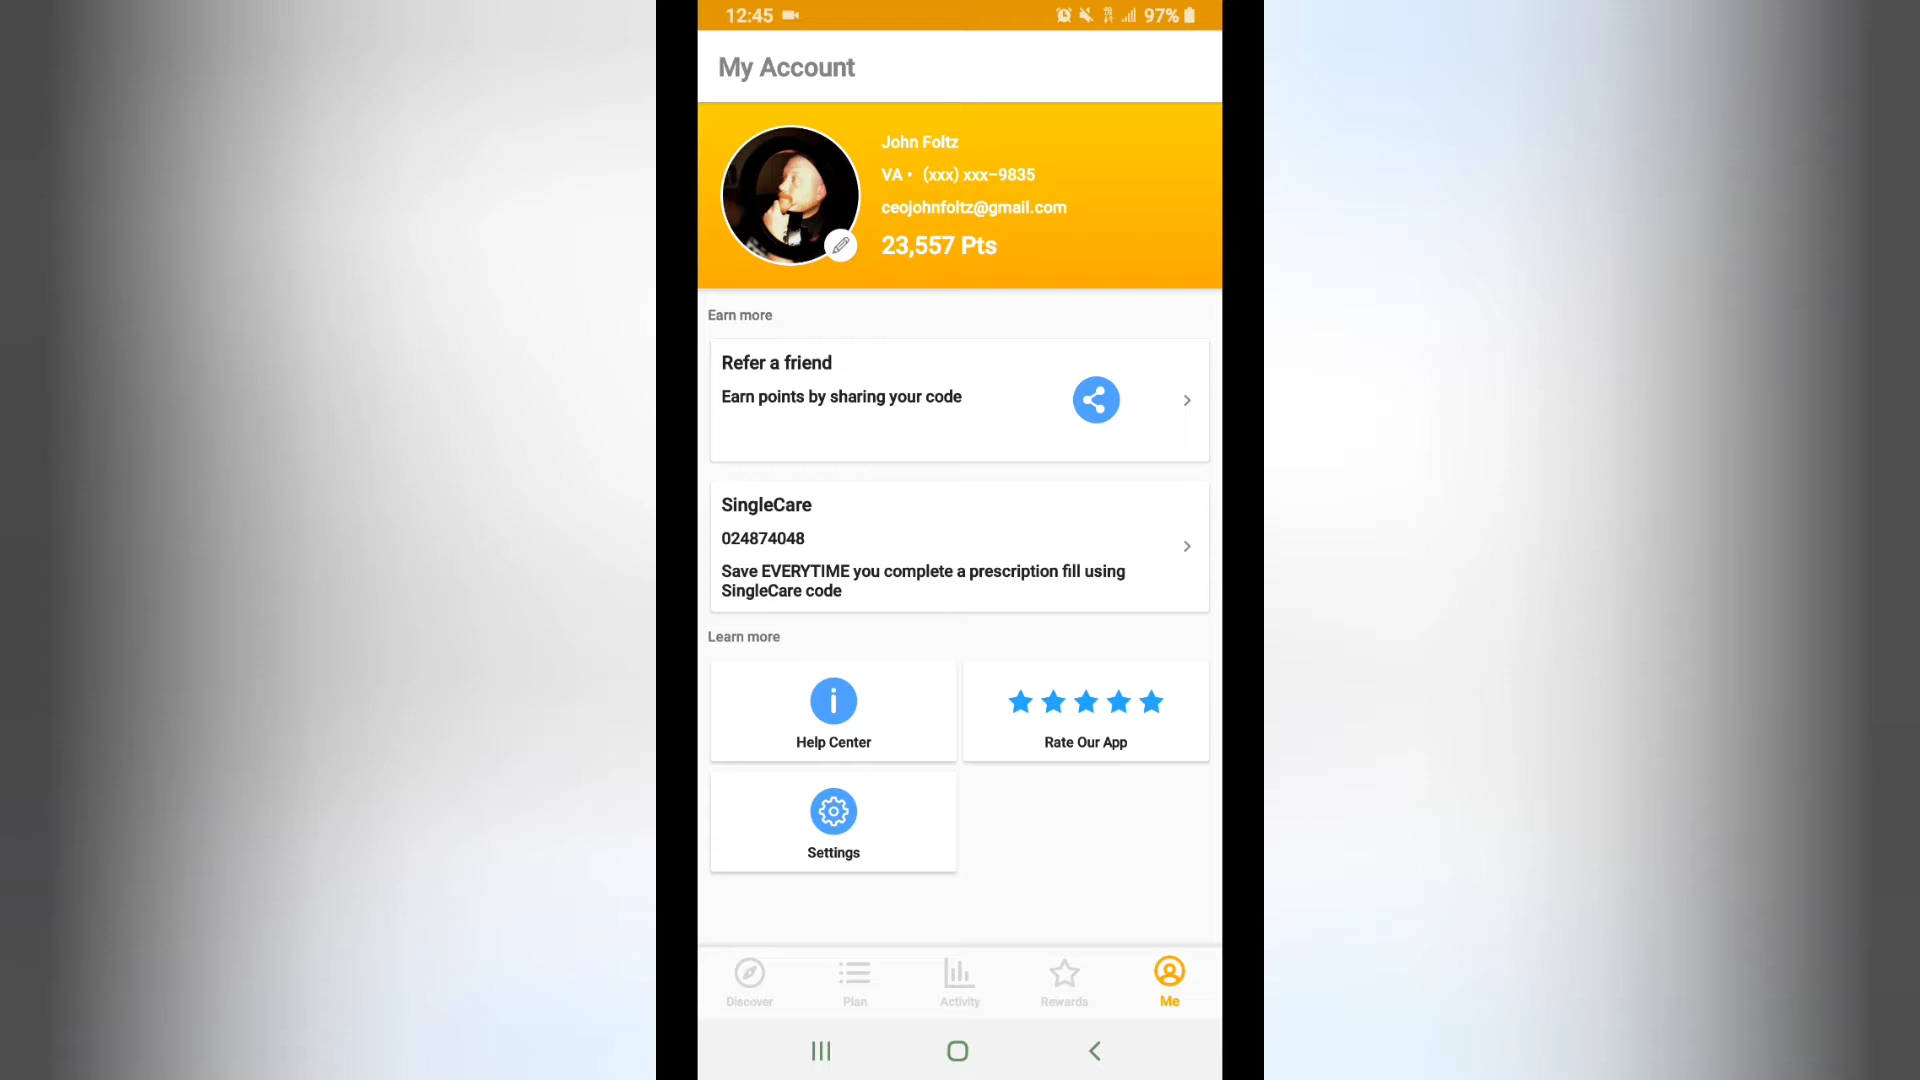 12:45 97%
My Account
John Foltz
VA • (xxx) xxx-9835
ceojohnfoltz@gmail.com
23,557 Pts
Earn more
Refer a friend
Earn points by sharing your code
SingleCare
024874048
Save EVERYTIME you complete a prescription fill using
SingleCare code
Learn more
Help Center
Rate Our App
Settings
Discover Plan Activity Rewards Me